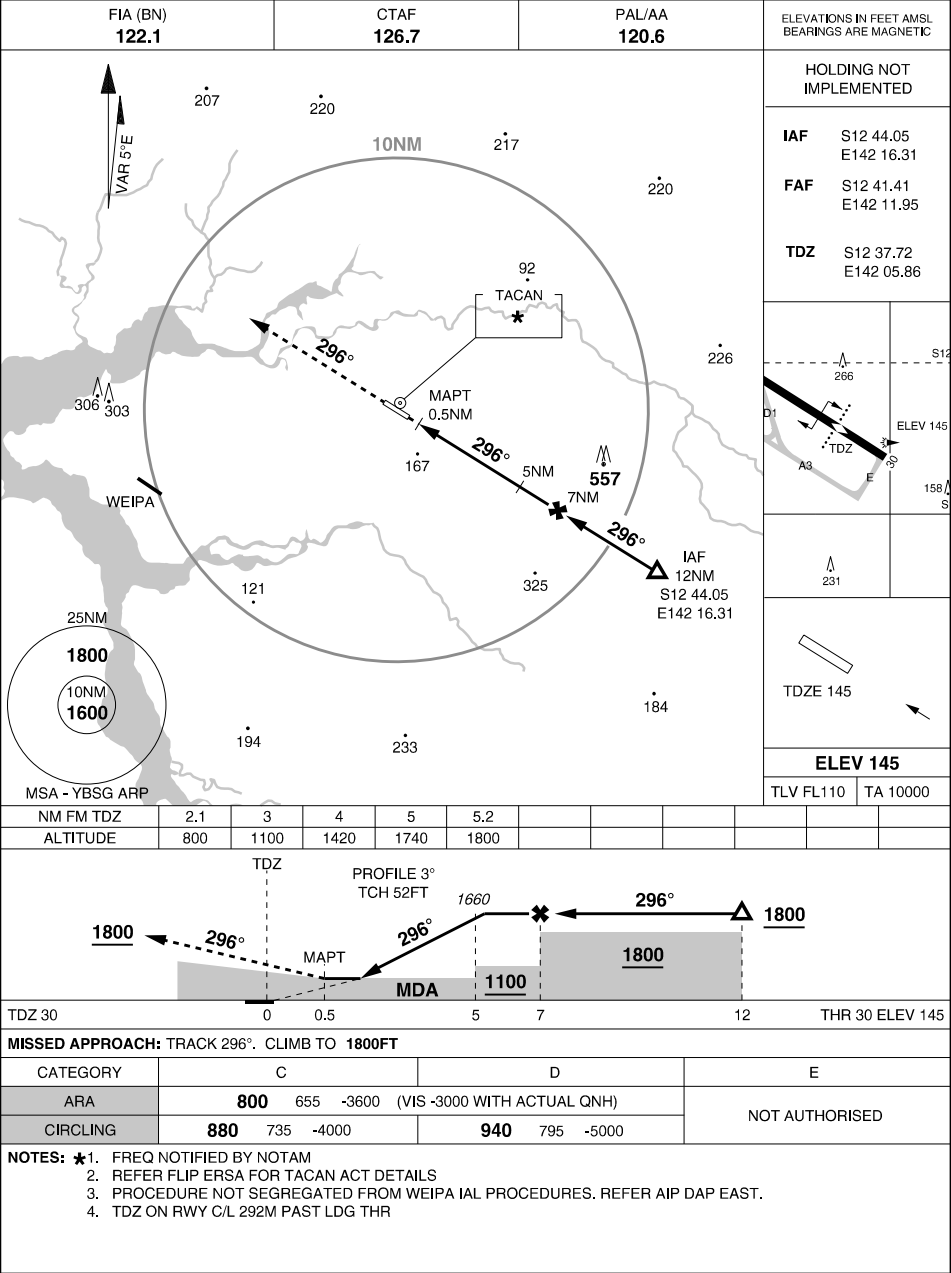 FIA (BN)
122.1
CTAF
126.7
PAL/AA
120.6
ELEVATIONS IN FEET AMSL
BEARINGS ARE MAGNETIC
HOLDING NOT
IMPLEMENTED
IAF S12 44.05
E142 16.31
FAF S12 41.41
E142 11.95
TDZ S12 37.72
E142 05.86
VAR 5°E
207
220
217
10NM
220
92
TACAN
*
226
296°
MAPT
0.5NM
306
303
167
296°
5NM
557
7NM
WEIPA
296°
IAF
12NM
S12 44.05
E142 16.31
325
121
25NM
1800
10NM
1600
MSA - YBSG ARP
194
233
184
S12
266
D1
ELEV 145
TDZ
A3
E
30
158
S
231
TDZE 145
ELEV 145
TLV FL110 TA 10000
NM FM TDZ 2.1 3 4 5 5.2
ALTITUDE 800 1100 1420 1740 1800
TDZ
PROFILE 3°
TCH 52FT
1660
296°
1800
1800
296°
296°
MAPT
1800
MDA
1100
TDZ 30 0 0.5 5 7 12 THR 30 ELEV 145
MISSED APPROACH: TRACK 296°. CLIMB TO 1800FT
CATEGORY C D E
ARA 800 655 -3600 (VIS -3000 WITH ACTUAL QNH)
NOT AUTHORISED
CIRCLING 880 735 -4000 940 795 -5000
NOTES: *1. FREQ NOTIFIED BY NOTAM
2. REFER FLIP ERSA FOR TACAN ACT DETAILS
3. PROCEDURE NOT SEGREGATED FROM WEIPA IAL PROCEDURES. REFER AIP DAP EAST.
4. TDZ ON RWY C/L 292M PAST LDG THR